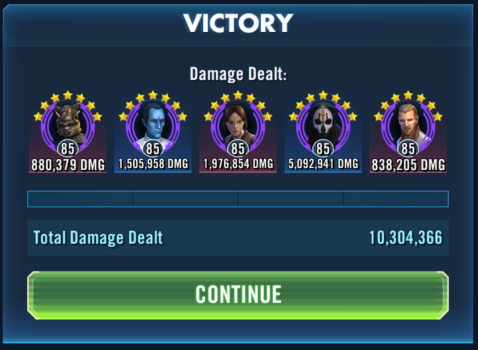 VICTORY
Damage Dealt:
85 85 85 85 85
880,379 DMG 1,505,958 DMG 1,976,854 DMG 5,092,941 DMG 838,205 DMG
Total Damage Dealt 10,304,366
CONTINUE